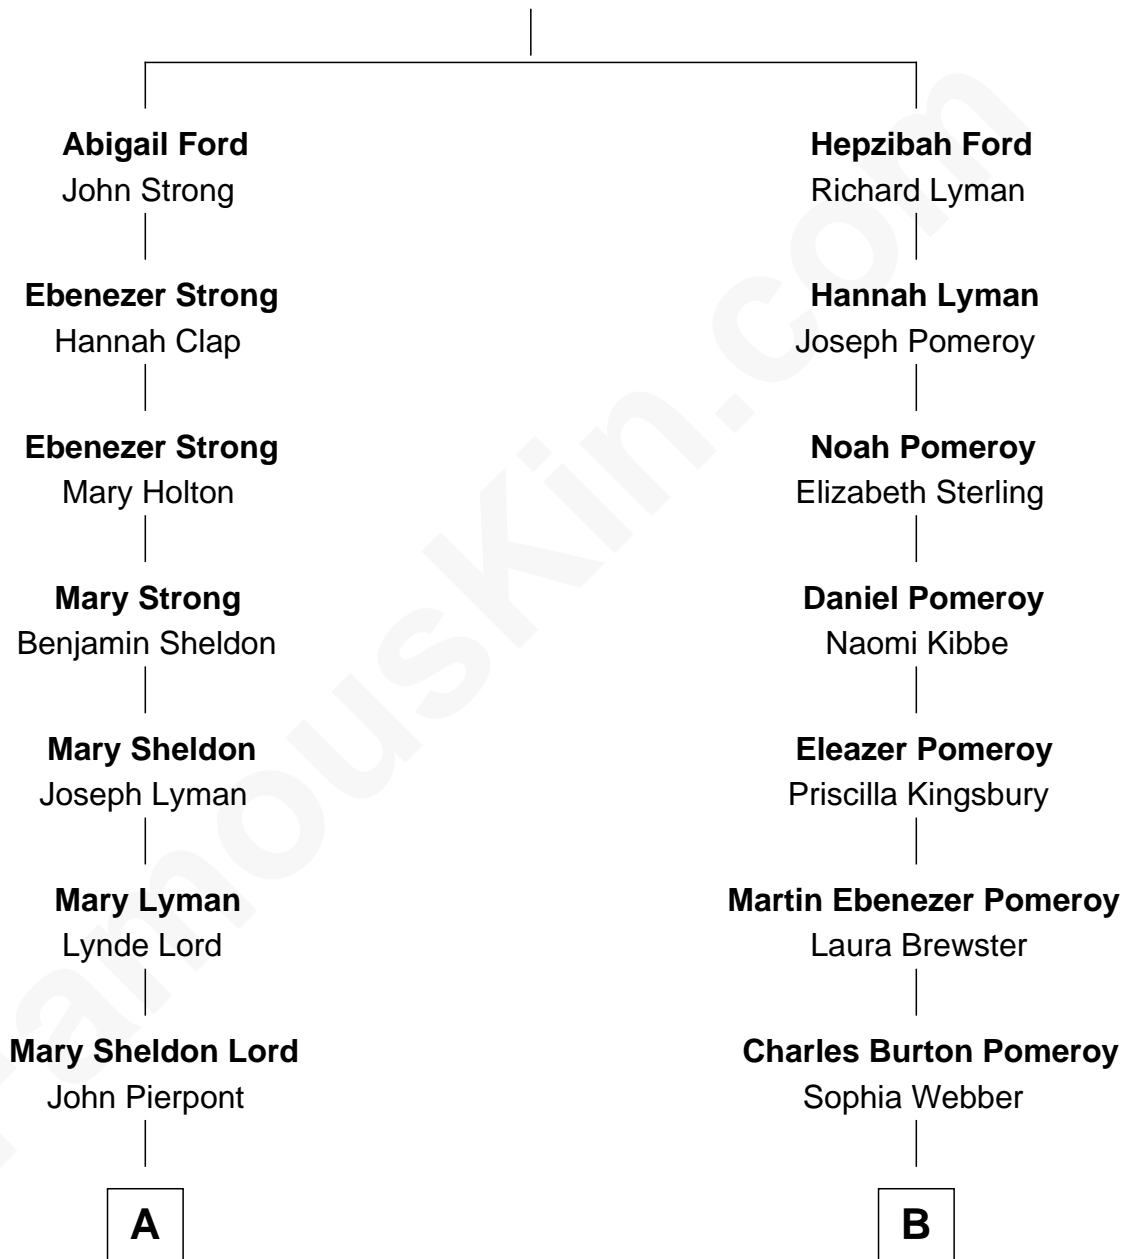 Abigail Ford
John Strong
Hepzibah Ford
Richard Lyman
Ebenezer Strong
Hannah Clap
Hannah Lyman
Joseph Pomeroy
Ebenezer Strong
Mary Holton
Noah Pomeroy
Elizabeth Sterling
Mary Strong
Benjamin Sheldon
Daniel Pomeroy
Naomi Kibbe
Mary Sheldon
Joseph Lyman
Eleazer Pomeroy
Priscilla Kingsbury
Mary Lyman
Lynde Lord
Martin Ebenezer Pomeroy
Laura Brewster
Mary Sheldon Lord
John Pierpont
Charles Burton Pomeroy
Sophia Webber
A
B
FamousKin.com